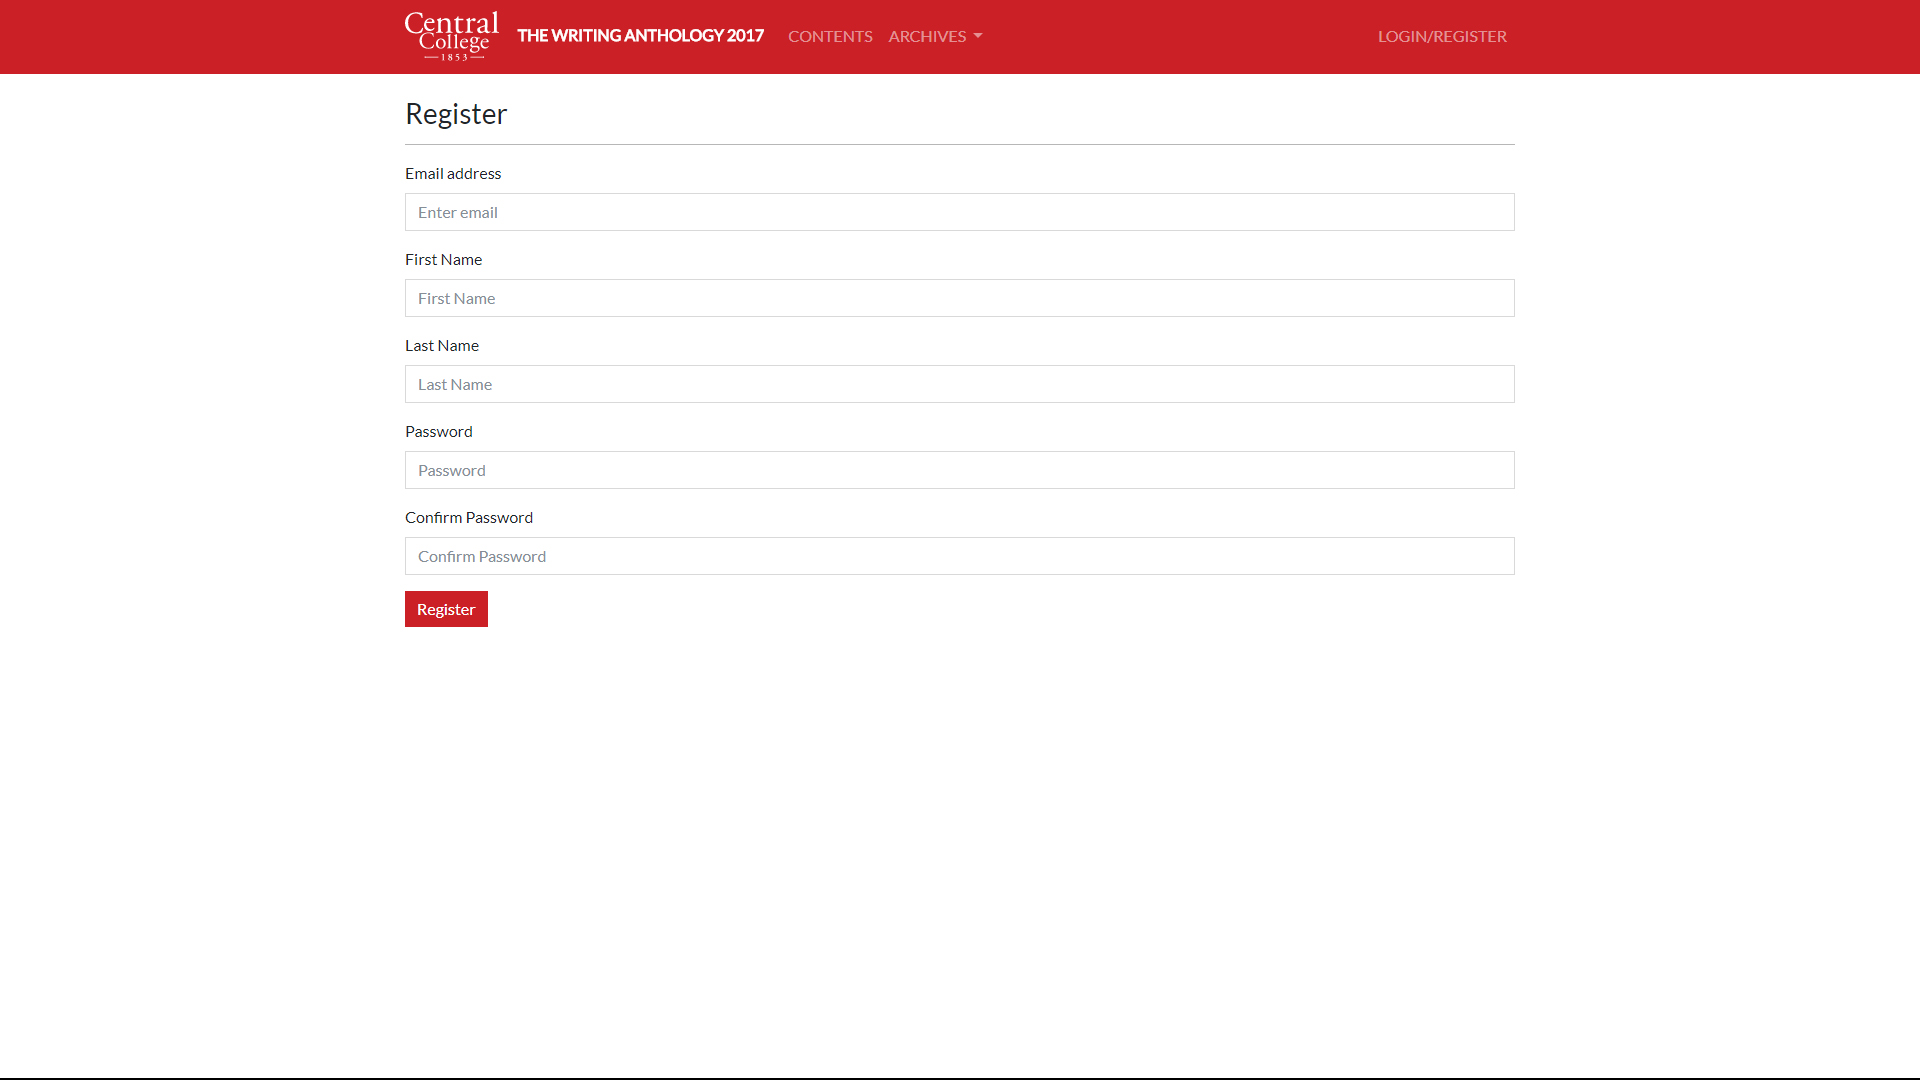 Central
College
1853
THE WRITING ANTHOLOGY 2017 CONTENTS ARCHIVES LOGIN/REGISTER
Register
Email address
Enter email
First Name
First Name
Last Name
Last Name
Password
Password
Confirm Password
Confirm Password
Register